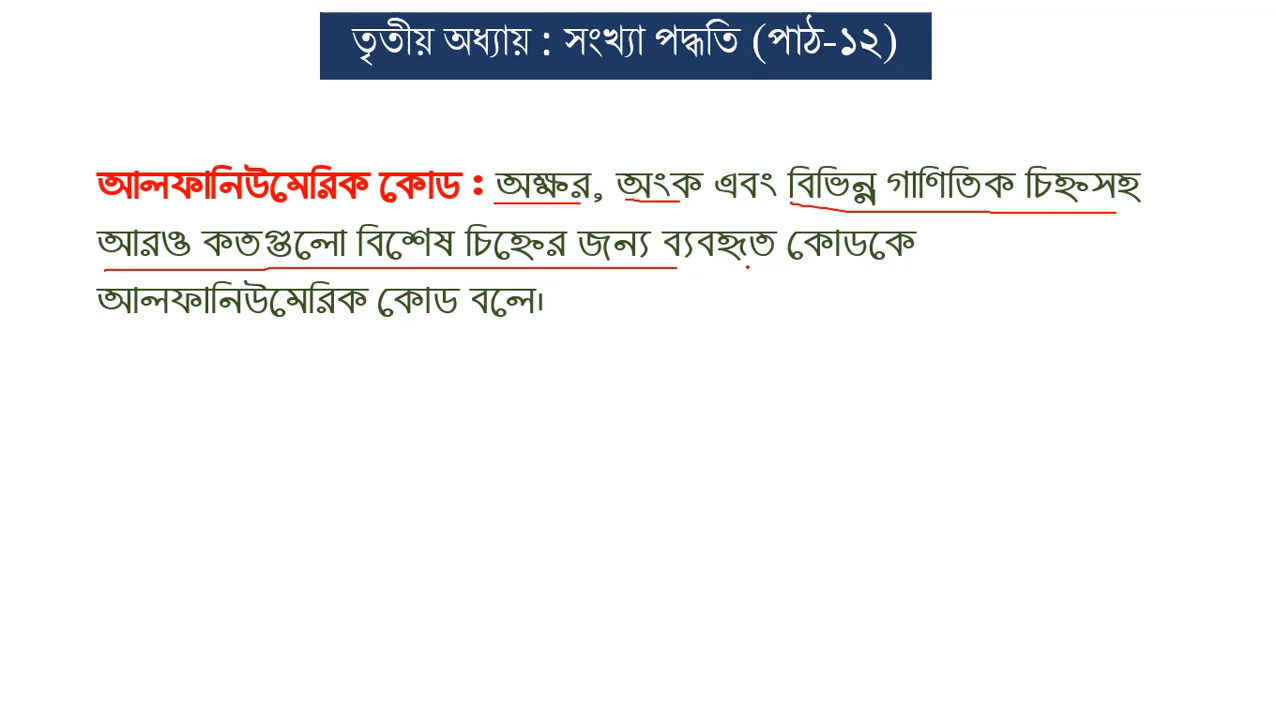 তৃতীয় অধ্যায় : সংখ্যা পদ্ধতি (পাঠ-১২)
আলফানিউমেরিক কোড : অক্ষর, অংক এবং বিভিন্ন গাণিতিক চিহ্নসহ
আরও কতগুলো বিশেষ চিহ্নের জন্য ব্যবহৃত কোডকে
আলফানিউমেরিক কোড বলে।